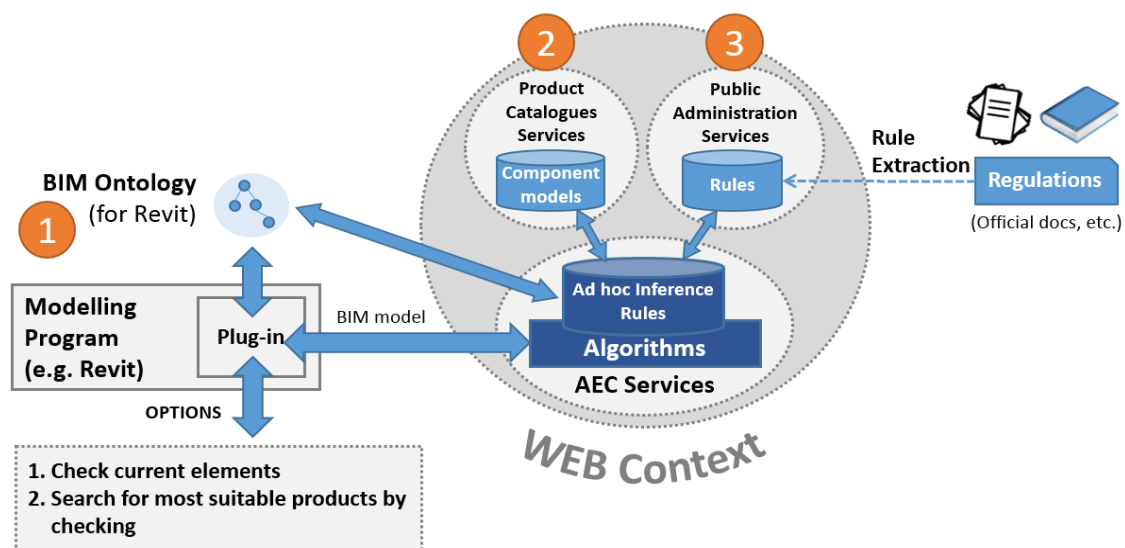 2
3
Product
Catalogues
Services
Component
models
Public
Administration
Services
Rules
Rule
Extraction
Regulations
(Official docs, etc.)
BIM Ontology
(for Revit)
1
Modelling
Program
(e.g. Revit)
Plug-in
BIM model
Ad hoc Inference
Rules
Algorithms
AEC Services
OPTIONS
WEB Context
1. Check current elements
2. Search for most suitable products by
checking